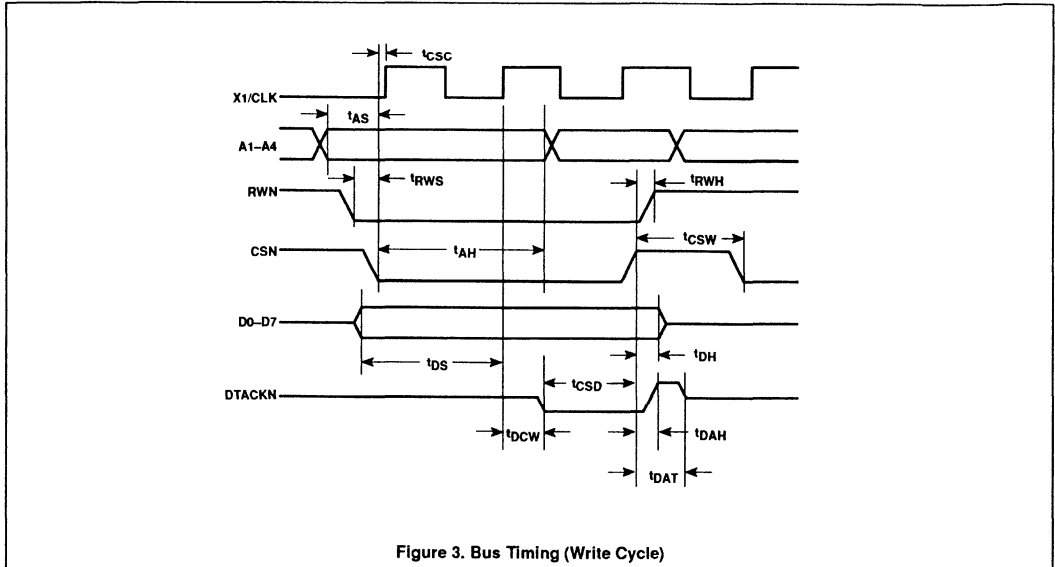 tCSC
X1/CLK
tAS
A1–A4
tRWS
tRWH
RWN
tCSW
CSN
tAH
D0–D7
tDS
tDH
tCSD
DTACKN
tDCW
tDAH
tDAT
Figure 3. Bus Timing (Write Cycle)